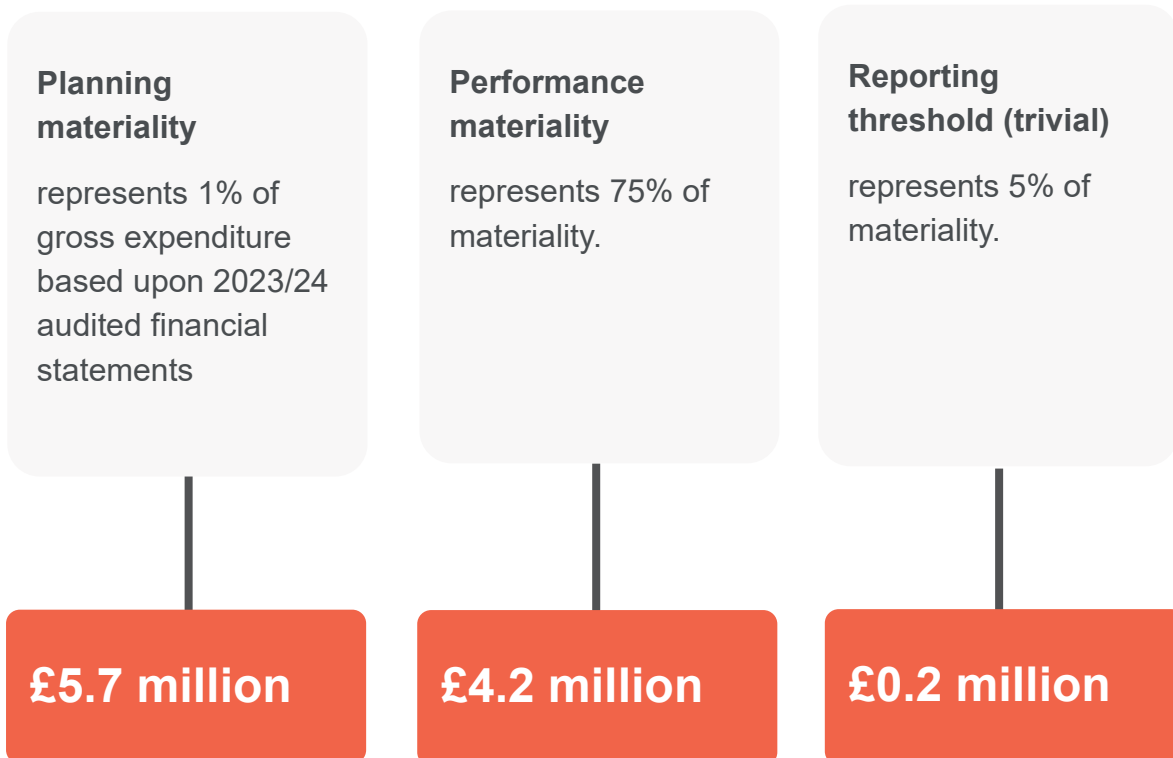 Planning
materiality
represents 1% of
gross expenditure
based upon 2023/24
audited financial
statements
£5.7 million
Performance
materiality
represents 75% of
materiality.
£4.2 million
Reporting
threshold (trivial)
represents 5% of
materiality.
£0.2 million